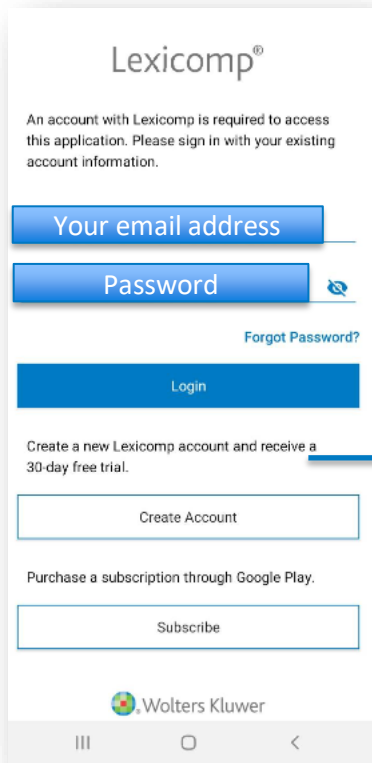 Lexicomp®
An account with Lexicomp is required to access
this application. Please sign in with your existing
account information.
Your email address
Password
Forgot Password?
Login
Create a new Lexicomp account and receive a
30-day free trial.
Create Account
Purchase a subscription through Google Play.
Subscribe
Wolters Kluwer